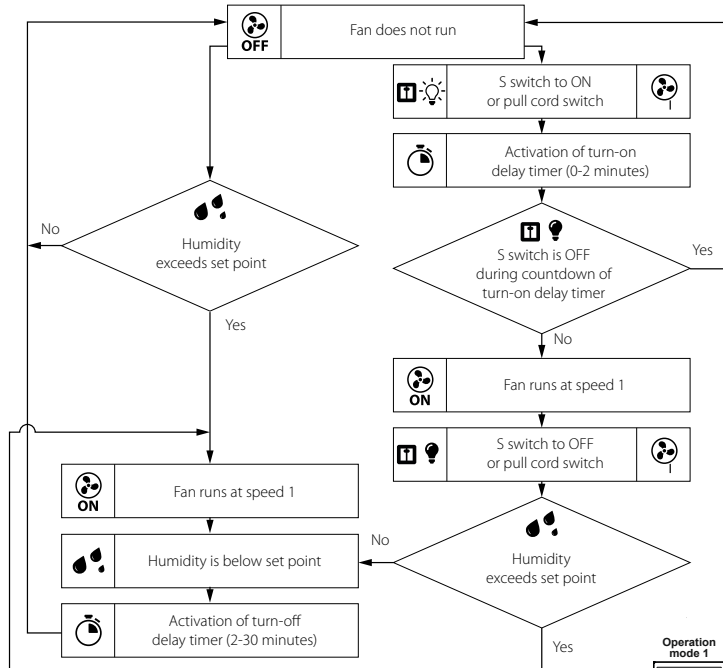 OFF
Fan does not run
S switch to ON
or pull cord switch
Activation of turn-on
delay timer (0-2 minutes)
No
Humidity
exceeds set point
S switch is OFF
during countdown of
turn-on delay timer
Yes
Yes
No
ON
Fan runs at speed 1
S switch to OFF
or pull cord switch
ON
Fan runs at speed 1
No
Humidity is below set point
Humidity
exceeds set point
Activation of turn-off
delay timer (2-30 minutes)
Yes
Operation
mode 1